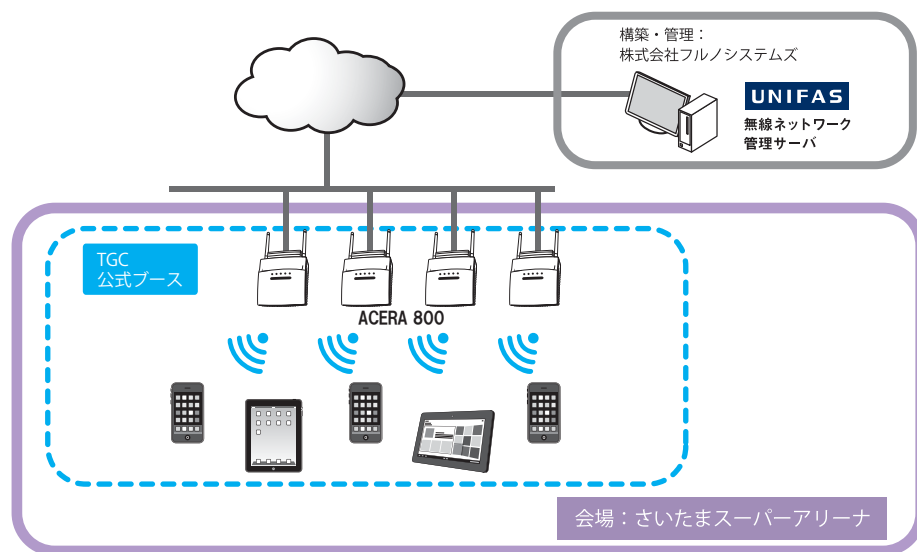 構築・管理：
株式会社フルノシステムズ
UNIFAS
無線ネットワーク
管理サーバ
TGC
公式ブース
ACERA 800
会場：さいたまスーパーアリーナ